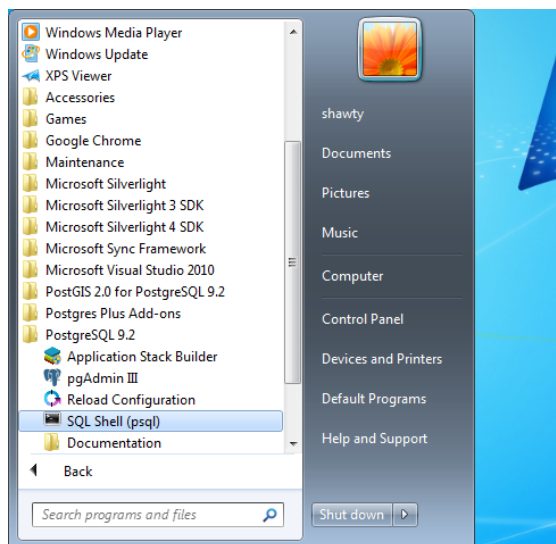 Windows Media Player
Windows Update
XPS Viewer
Accessories
Games
Google Chrome
Maintenance
Microsoft Silverlight
Microsoft Silverlight 3 SDK
Microsoft Silverlight 4 SDK
Microsoft Sync Framework
Microsoft Visual Studio 2010
PostGIS 2.0 for PostgreSQL 9.2
Postgres Plus Add-ons
PostgreSQL 9.2
Application Stack Builder
pgAdmin III
Reload Configuration
SQL Shell (psql)
Documentation
Back
Search programs and files
shawty
Documents
Pictures
Music
Computer
Control Panel
Devices and Printers
Default Programs
Help and Support
Shut down